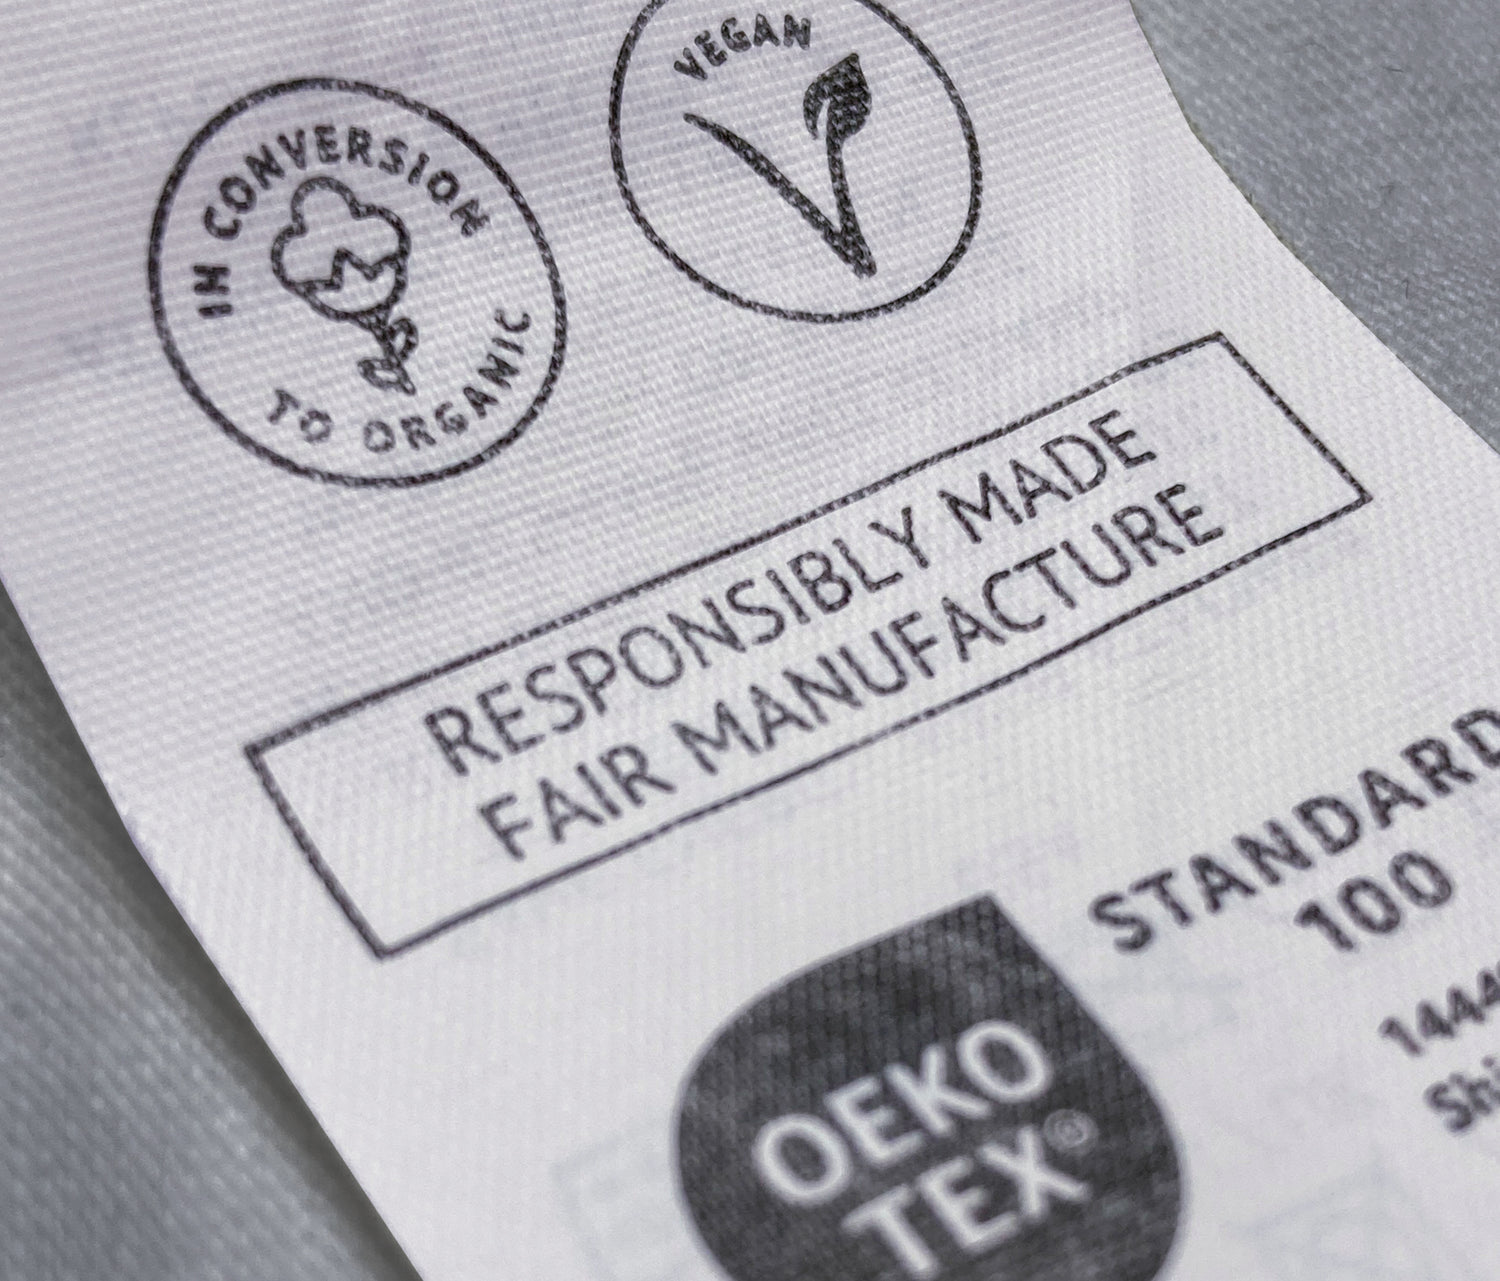 VEGAN
IN CONVERSION
TO ORGANIC
RESPONSIBLY MADE
FAIR MANUFACTURE
STANDARD
100
OEKO
TEX®